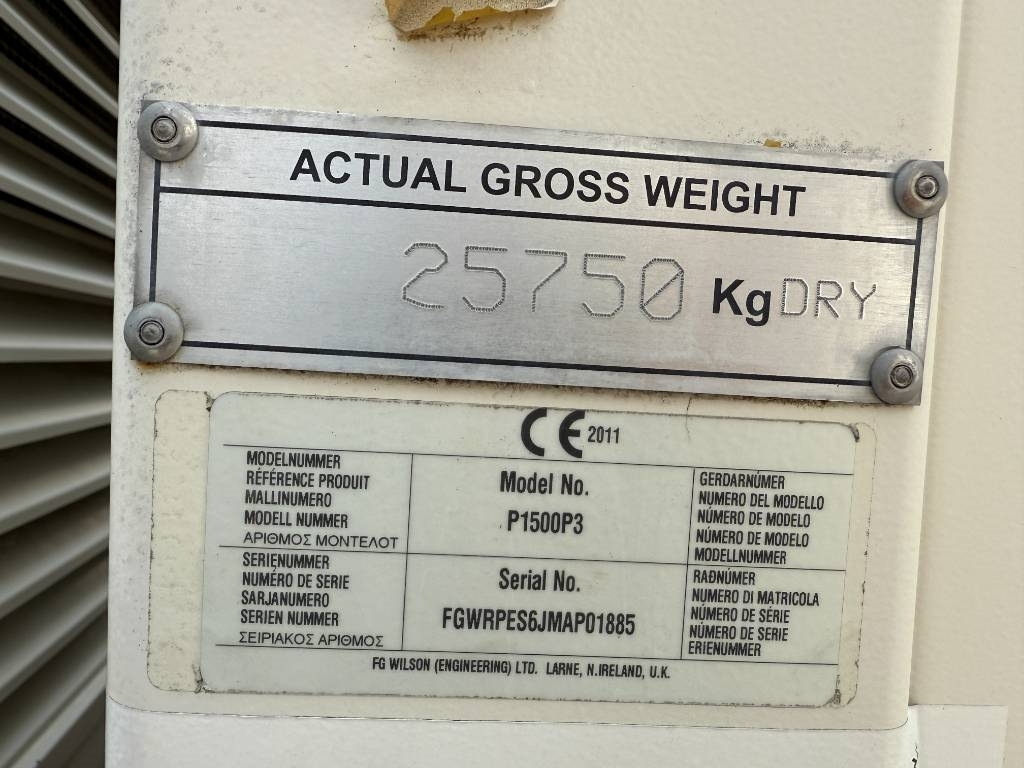 ACTUAL GROSS WEIGHT
25750 Kg DRY
CE 2011
MODELNUMMER
RÉFÉRENCE PRODUIT
MALLINUMERO
MODELL NUMMER
ΑΡΙΘΜΟΣ ΜΟΝΤΕΛΟΤ
Model No.
P1500P3
GERDARNÚMER
NUMERO DEL MODELLO
NÚMERO DE MODELO
NÚMERO DE MODELO
MODELLNUMMER
SERIENUMMER
NUMÉRO DE SERIE
SARJANUMERO
SERIEN NUMMER
ΣΕΙΡΙΑΚΟΣ ΑΡΙΘΜΟΣ
Serial No.
FGWRPES6JMAP01885
RAÐNÚMER
NUMERO DI MATRICOLA
NÚMERO DE SÉRIE
NÚMERO DE SERIE
ERIENUMMER
FG WILSON (ENGINEERING) LTD. LARNE, N.IRELAND, U.K.